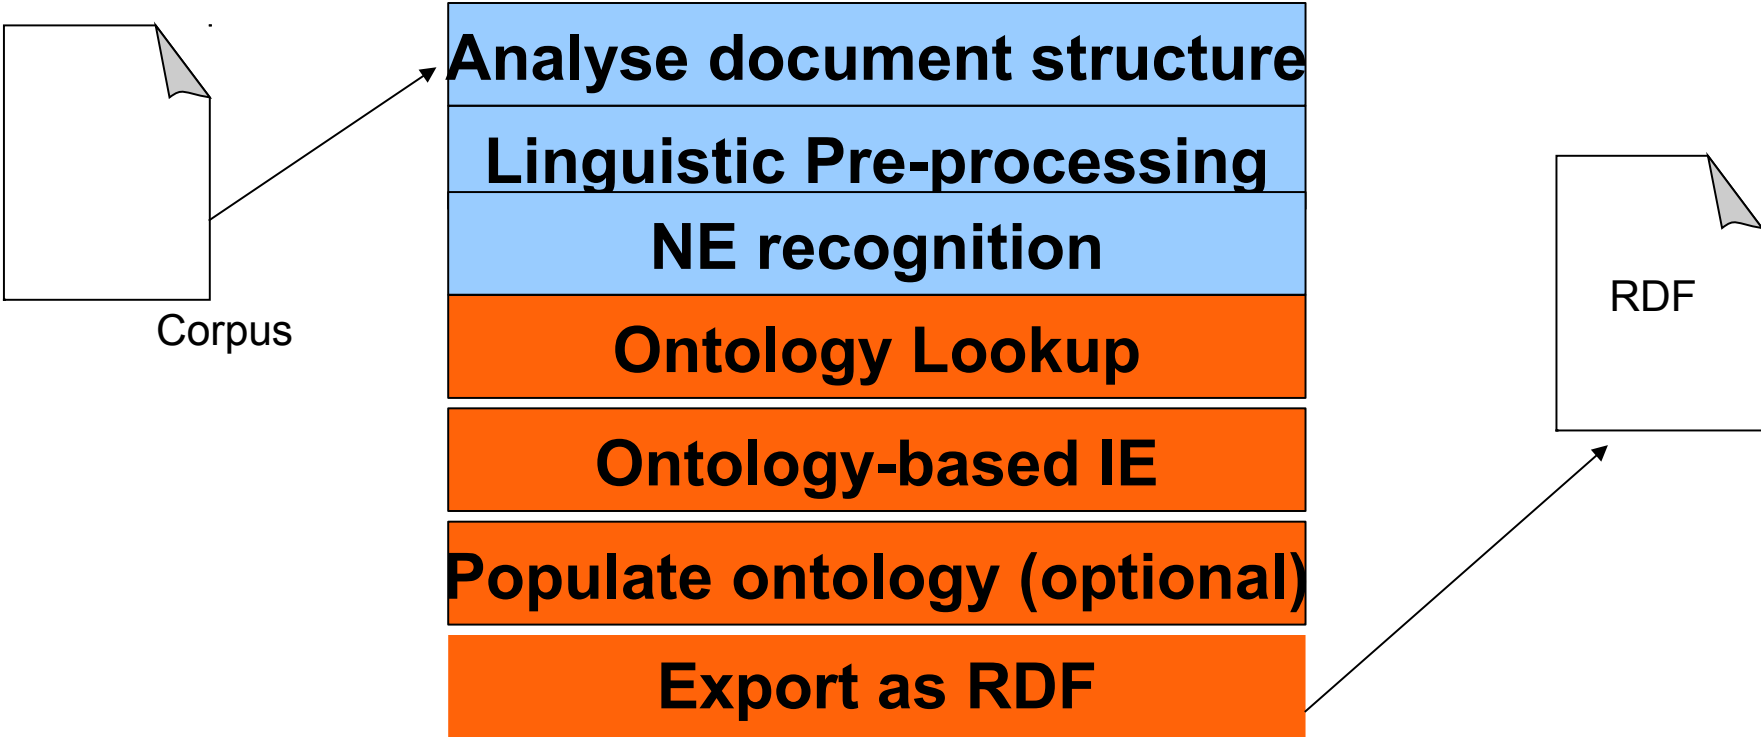 Analyse document structure
Linguistic Pre-processing
NE recognition
Ontology Lookup
Ontology-based IE
Populate ontology (optional)
Export as RDF
Corpus
RDF